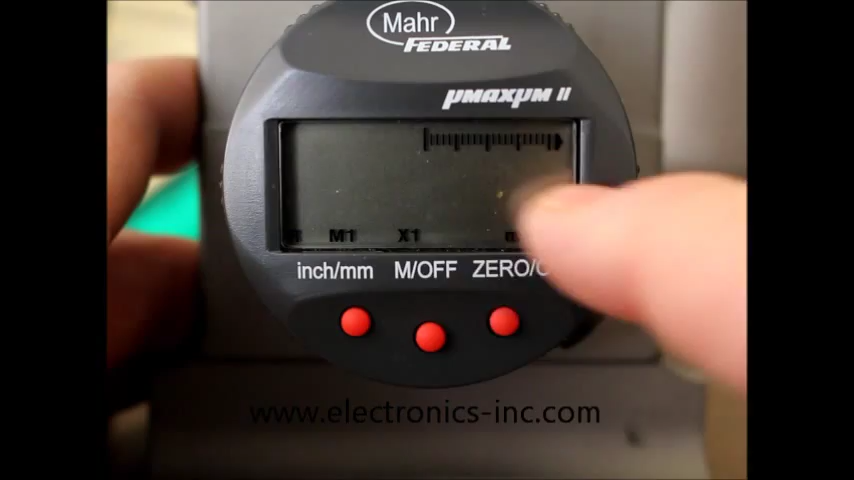 Mahr
FEDERAL
µMAXµM II
M1 X1
inch/mm M/OFF ZERO/
www.electronics-inc.com